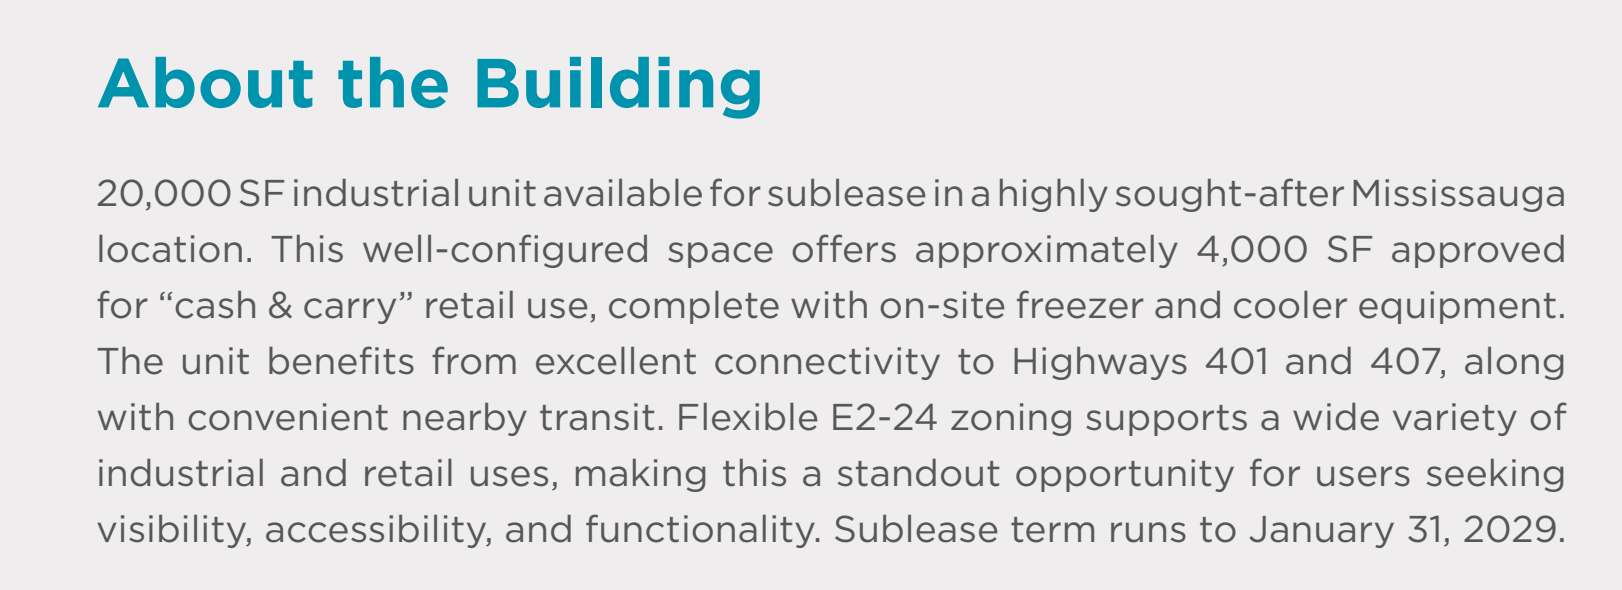 About the Building
20,000 SF industrial unit available for sublease in a highly sought-after Mississauga
location. This well-configured space offers approximately 4,000 SF approved
for “cash & carry” retail use, complete with on-site freezer and cooler equipment.
The unit benefits from excellent connectivity to Highways 401 and 407, along
with convenient nearby transit. Flexible E2-24 zoning supports a wide variety of
industrial and retail uses, making this a standout opportunity for users seeking
visibility, accessibility, and functionality. Sublease term runs to January 31, 2029.